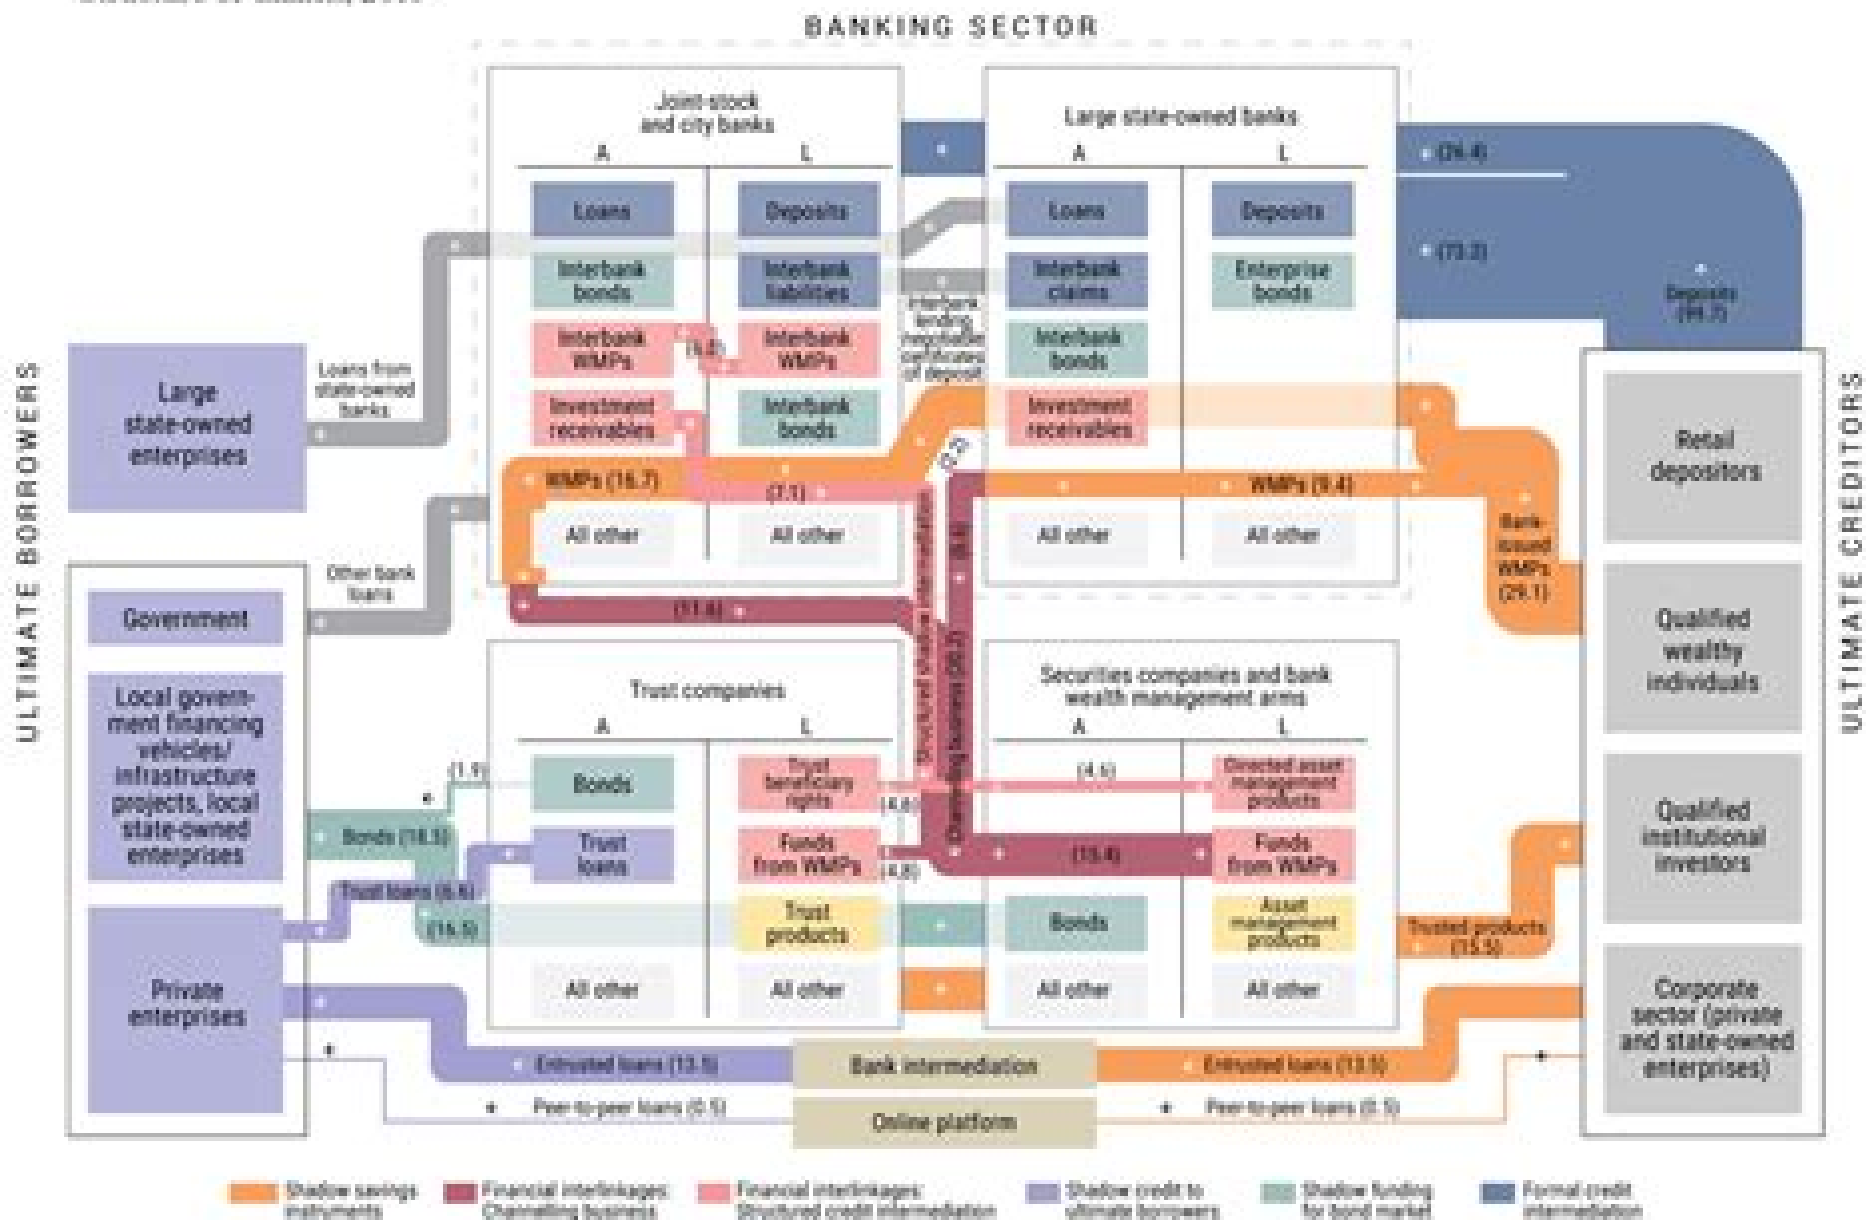 BANKING SECTOR
ULTIMATE BORROWERS
ULTIMATE CREDITORS
Joint-stock
and city banks
A
L
Loans
Deposits
Interbank
bonds
Interbank
liabilities
Interbank
WMPs
Interbank
WMPs
Investment
receivables
Interbank
bonds
WMPs (16.7)
(7.1)
All other
All other
Large state-owned banks
A
L
Loans
Deposits
Interbank
claims
Enterprise
bonds
Interbank
bonds
Investment
receivables
WMPs (9.4)
All other
All other
Interbank
lending
negotiable
certificates
of deposit
Deposits
(99.7)
Large
state-owned
enterprises
Loans from
state-owned
banks
Other bank
loans
Government
Local govern-
ment financing
vehicles/
infrastructure
projects, local
state-owned
enterprises
Private
enterprises
(11.6)
Structured shadow intermediation
Channelling business
Bank-
issued
WMPs
(29.1)
Retail
depositors
Qualified
wealthy
individuals
Qualified
institutional
investors
Corporate
sector (private
and state-owned
enterprises)
Trust companies
A
L
Bonds
Trust
beneficiary
rights
Trust
loans
Funds
from WMPs
Trust
products
All other
All other
(1.9)
Trust loans (6.6)
(16.5)
(4.6)
(4.8)
Securities companies and bank
wealth management arms
A
L
(4.6)
Directed asset
management
products
(15.4)
Funds
from WMPs
Bonds
Asset
management
products
All other
All other
Trusted products
(15.5)
Entrusted loans (13.5)
Bank intermediation
Entrusted loans (13.5)
Peer-to-peer loans (0.5)
Online platform
Peer-to-peer loans (0.5)
Shadow savings
instruments
Financial interlinkages:
Channelling business
Financial interlinkages:
Structured credit intermediation
Shadow credit to
ultimate borrowers
Shadow funding
for bond market
Formal credit
intermediation